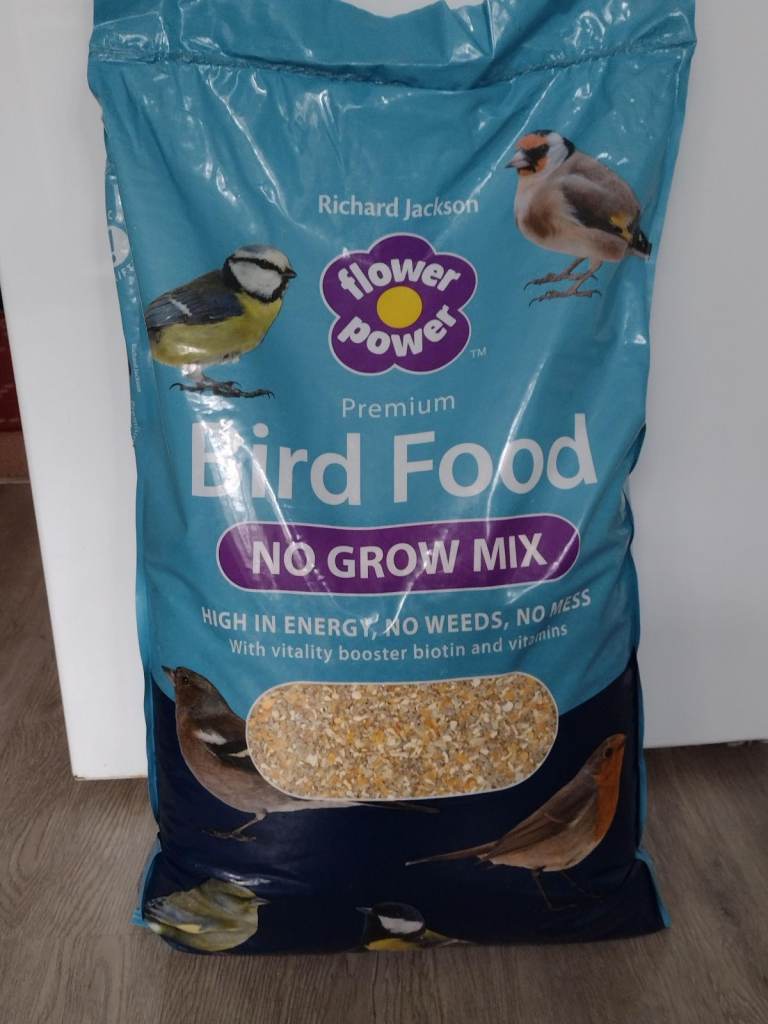 Richard Jackson
flower
power
TM
Premium
Bird Food
NO GROW MIX
HIGH IN ENERGY, NO WEEDS, NO MESS
With vitality booster biotin and vitamins